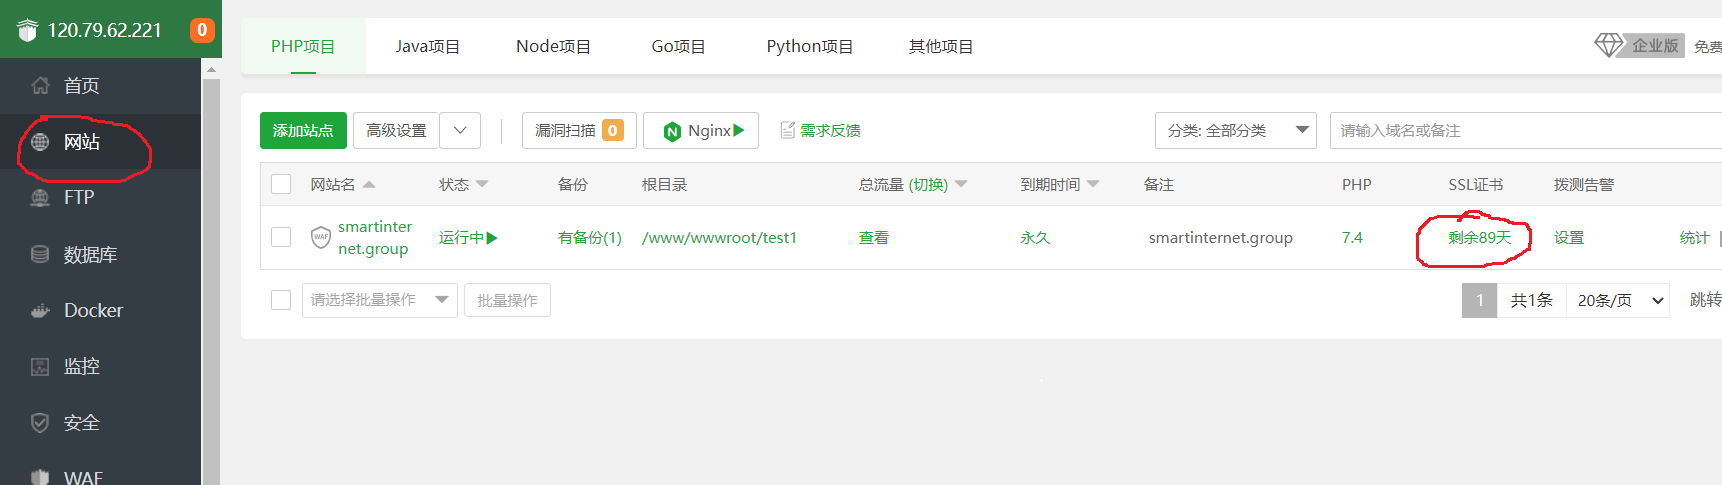 120.79.62.221 0
首页
网站
FTP
数据库
Docker
监控
安全
WAF
PHP项目 Java项目 Node项目 Go项目 Python项目 其他项目 企业版 免费
添加站点 高级设置 漏洞扫描 0 Nginx 需求反馈 分类: 全部分类 请输入域名或备注
网站名 状态 备份 根目录 总流量 (切换) 到期时间 备注 PHP SSL证书 拨测告警
WAF smartinter
net.group 运行中 有备份(1) /www/wwwroot/test1 查看 永久 smartinternet.group 7.4 剩余89天 设置 统计 |
请选择批量操作 批量操作 1 共1条 20条/页 跳转